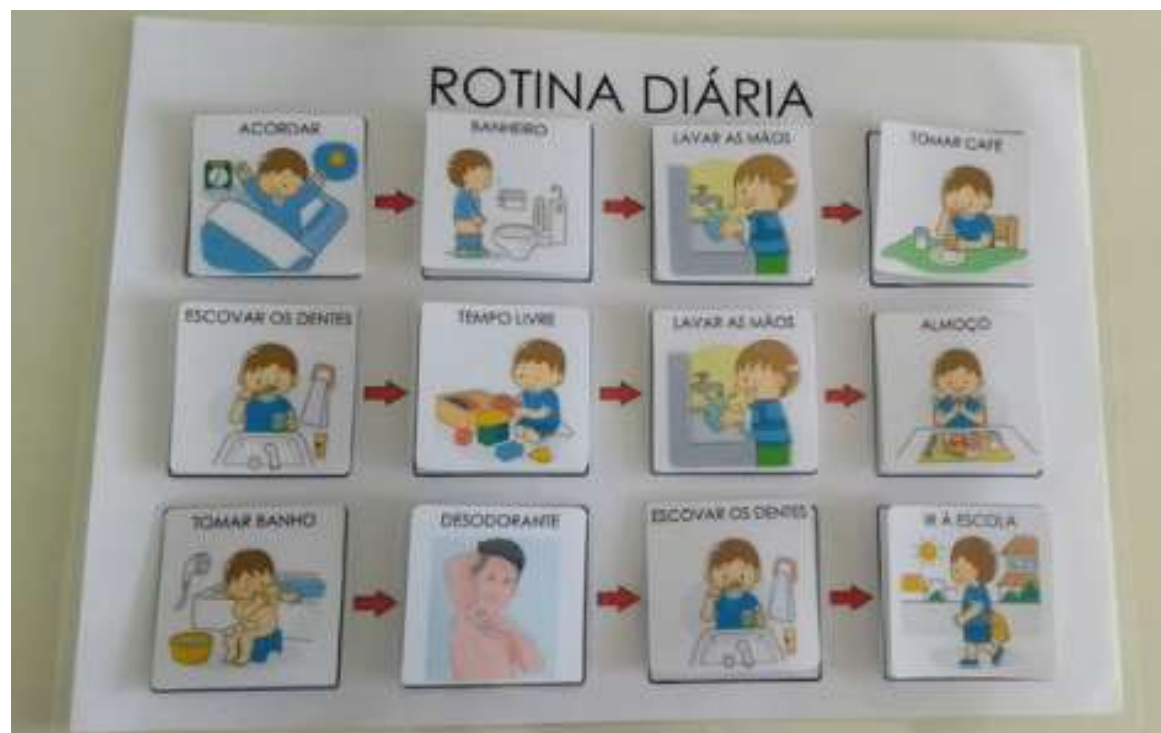 ROTINA DIÁRIA
ACORDAR
BANHEIRO
LAVAR AS MÃOS
TOMAR CAFÉ
ESCOVAR OS DENTES
TEMPO LIVRE
LAVAR AS MÃOS
ALMOÇO
TOMAR BANHO
DESODORANTE
ESCOVAR OS DENTES
IR À ESCOLA